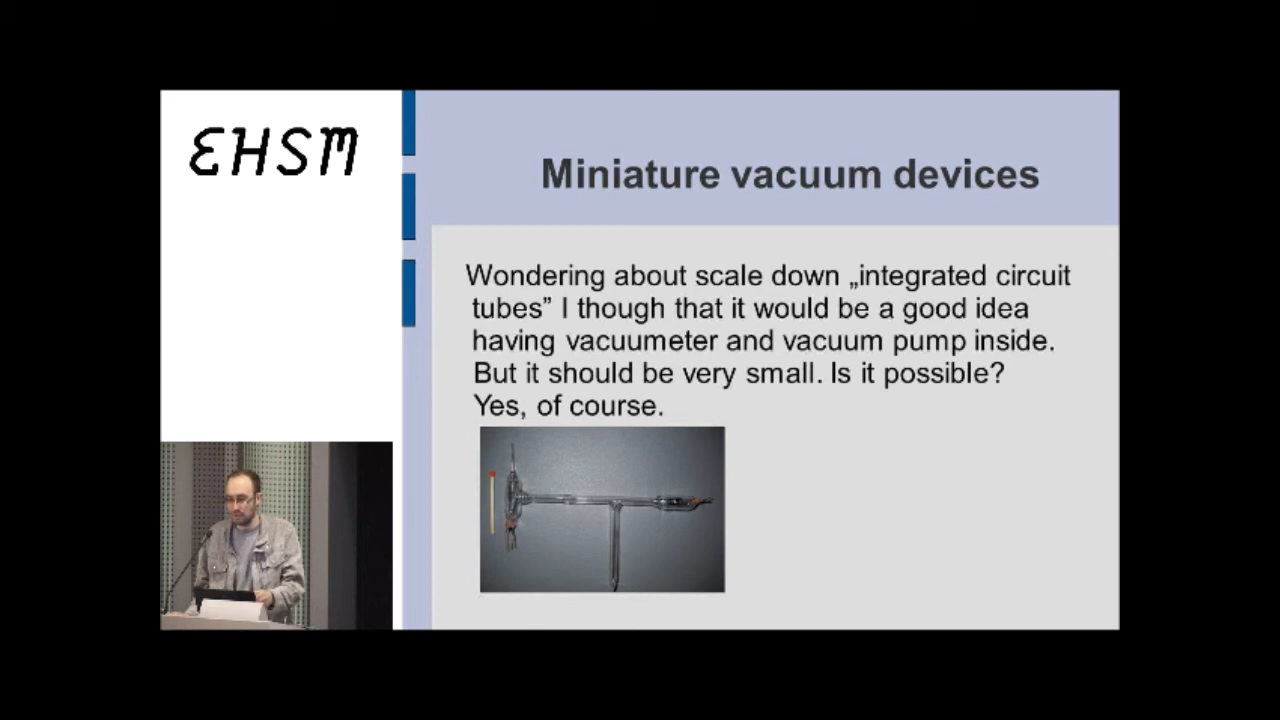 EHSM
Miniature vacuum devices
Wondering about scale down „integrated circuit
tubes” I though that it would be a good idea
having vacuumeter and vacuum pump inside.
But it should be very small. Is it possible?
Yes, of course.